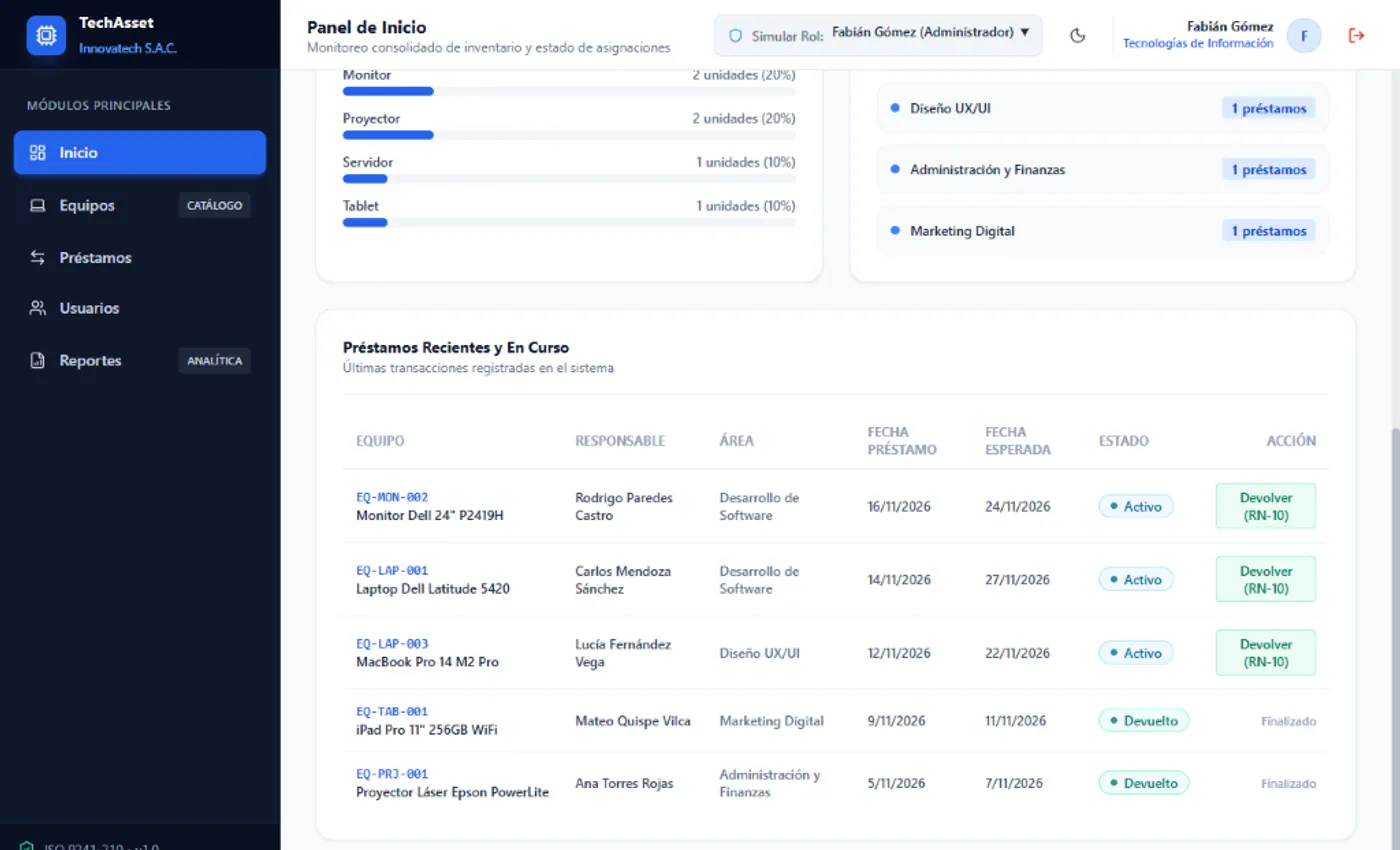 TechAsset
Innovatech S.A.C.
MÓDULOS PRINCIPALES
Inicio
Equipos CATÁLOGO
Préstamos
Usuarios
Reportes ANALÍTICA
ISO 9241-210 - v1.0
Panel de Inicio
Monitoreo consolidado de inventario y estado de asignaciones
Simular Rol: Fabián Gómez (Administrador) ▼
Fabián Gómez
Tecnologías de Información
F
Monitor 2 unidades (20%)
Proyector 2 unidades (20%)
Servidor 1 unidades (10%)
Tablet 1 unidades (10%)
Diseño UX/UI 1 préstamos
Administración y Finanzas 1 préstamos
Marketing Digital 1 préstamos
Préstamos Recientes y En Curso
Últimas transacciones registradas en el sistema
EQUIPO RESPONSABLE ÁREA FECHA PRÉSTAMO FECHA ESPERADA ESTADO ACCIÓN
EQ-MON-002
Monitor Dell 24" P2419H
Rodrigo Paredes
Castro
Desarrollo de
Software
16/11/2026
24/11/2026
Activo
Devolver
(RN-10)
EQ-LAP-001
Laptop Dell Latitude 5420
Carlos Mendoza
Sánchez
Desarrollo de
Software
14/11/2026
27/11/2026
Activo
Devolver
(RN-10)
EQ-LAP-003
MacBook Pro 14 M2 Pro
Lucía Fernández
Vega
Diseño UX/UI
12/11/2026
22/11/2026
Activo
Devolver
(RN-10)
EQ-TAB-001
iPad Pro 11" 256GB WiFi
Mateo Quispe Vilca
Marketing Digital
9/11/2026
11/11/2026
Devuelto
Finalizado
EQ-PRJ-001
Proyector Láser Epson PowerLite
Ana Torres Rojas
Administración y
Finanzas
5/11/2026
7/11/2026
Devuelto
Finalizado